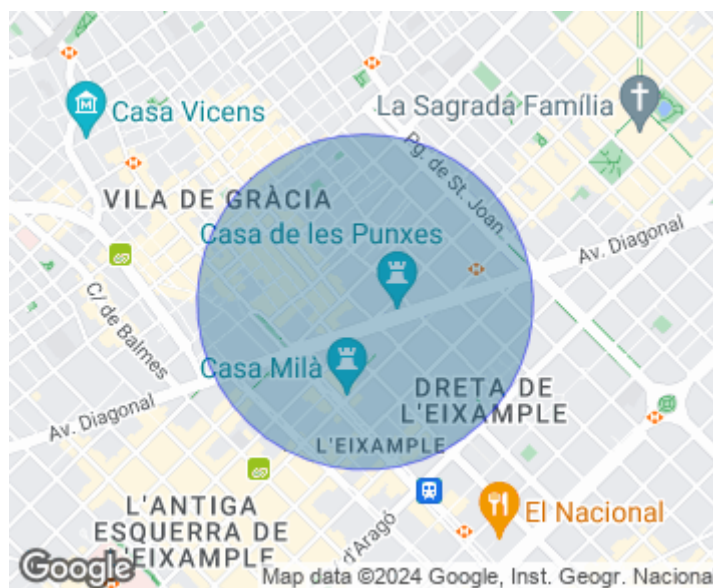 Casa Vicens
La Sagrada Família
Pg. de St. Joan
VILA DE GRÀCIA
Casa de les Punxes
Av. Diagonal
C/ de Balmes
Casa Milà
DRETA DE
L'EIXAMPLE
Av. Diagonal
L'EIXAMPLE
L'ANTIGA
ESQUERRA DE
L'EIXAMPLE
d'Aragó
El Nacional
Google
Map data ©2024 Google, Inst. Geogr. Naciona